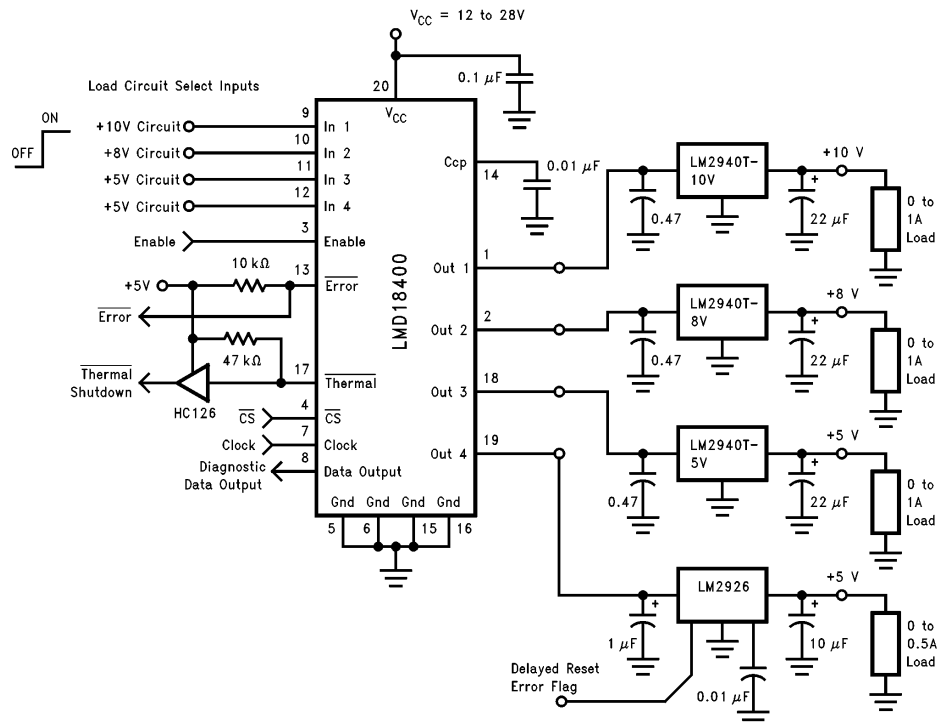 V_CC = 12 to 28V
0.1 μF
20
V_CC
Load Circuit Select Inputs
ON
OFF
+10V Circuit
9
In 1
+8V Circuit
10
In 2
+5V Circuit
11
In 3
+5V Circuit
12
In 4
Enable
3
Enable
+5V
10 kΩ
13
Error
Error
47 kΩ
Thermal
Shutdown
HC126
17
Thermal
CS
4
CS
Clock
7
Clock
Diagnostic
Data Output
8
Data Output
LMD18400
Gnd Gnd Gnd Gnd
5 6 15 16
Ccp
14
0.01 μF
Out 1
1
Out 2
2
Out 3
18
Out 4
19
0.47
LM2940T-
10V
+10 V
+
22 μF
0 to
1A
Load
0.47
LM2940T-
8V
+8 V
+
22 μF
0 to
1A
Load
0.47
LM2940T-
5V
+5 V
+
22 μF
0 to
1A
Load
+
1 μF
LM2926
+5 V
+
10 μF
0 to
0.5A
Load
Delayed Reset
Error Flag
0.01 μF